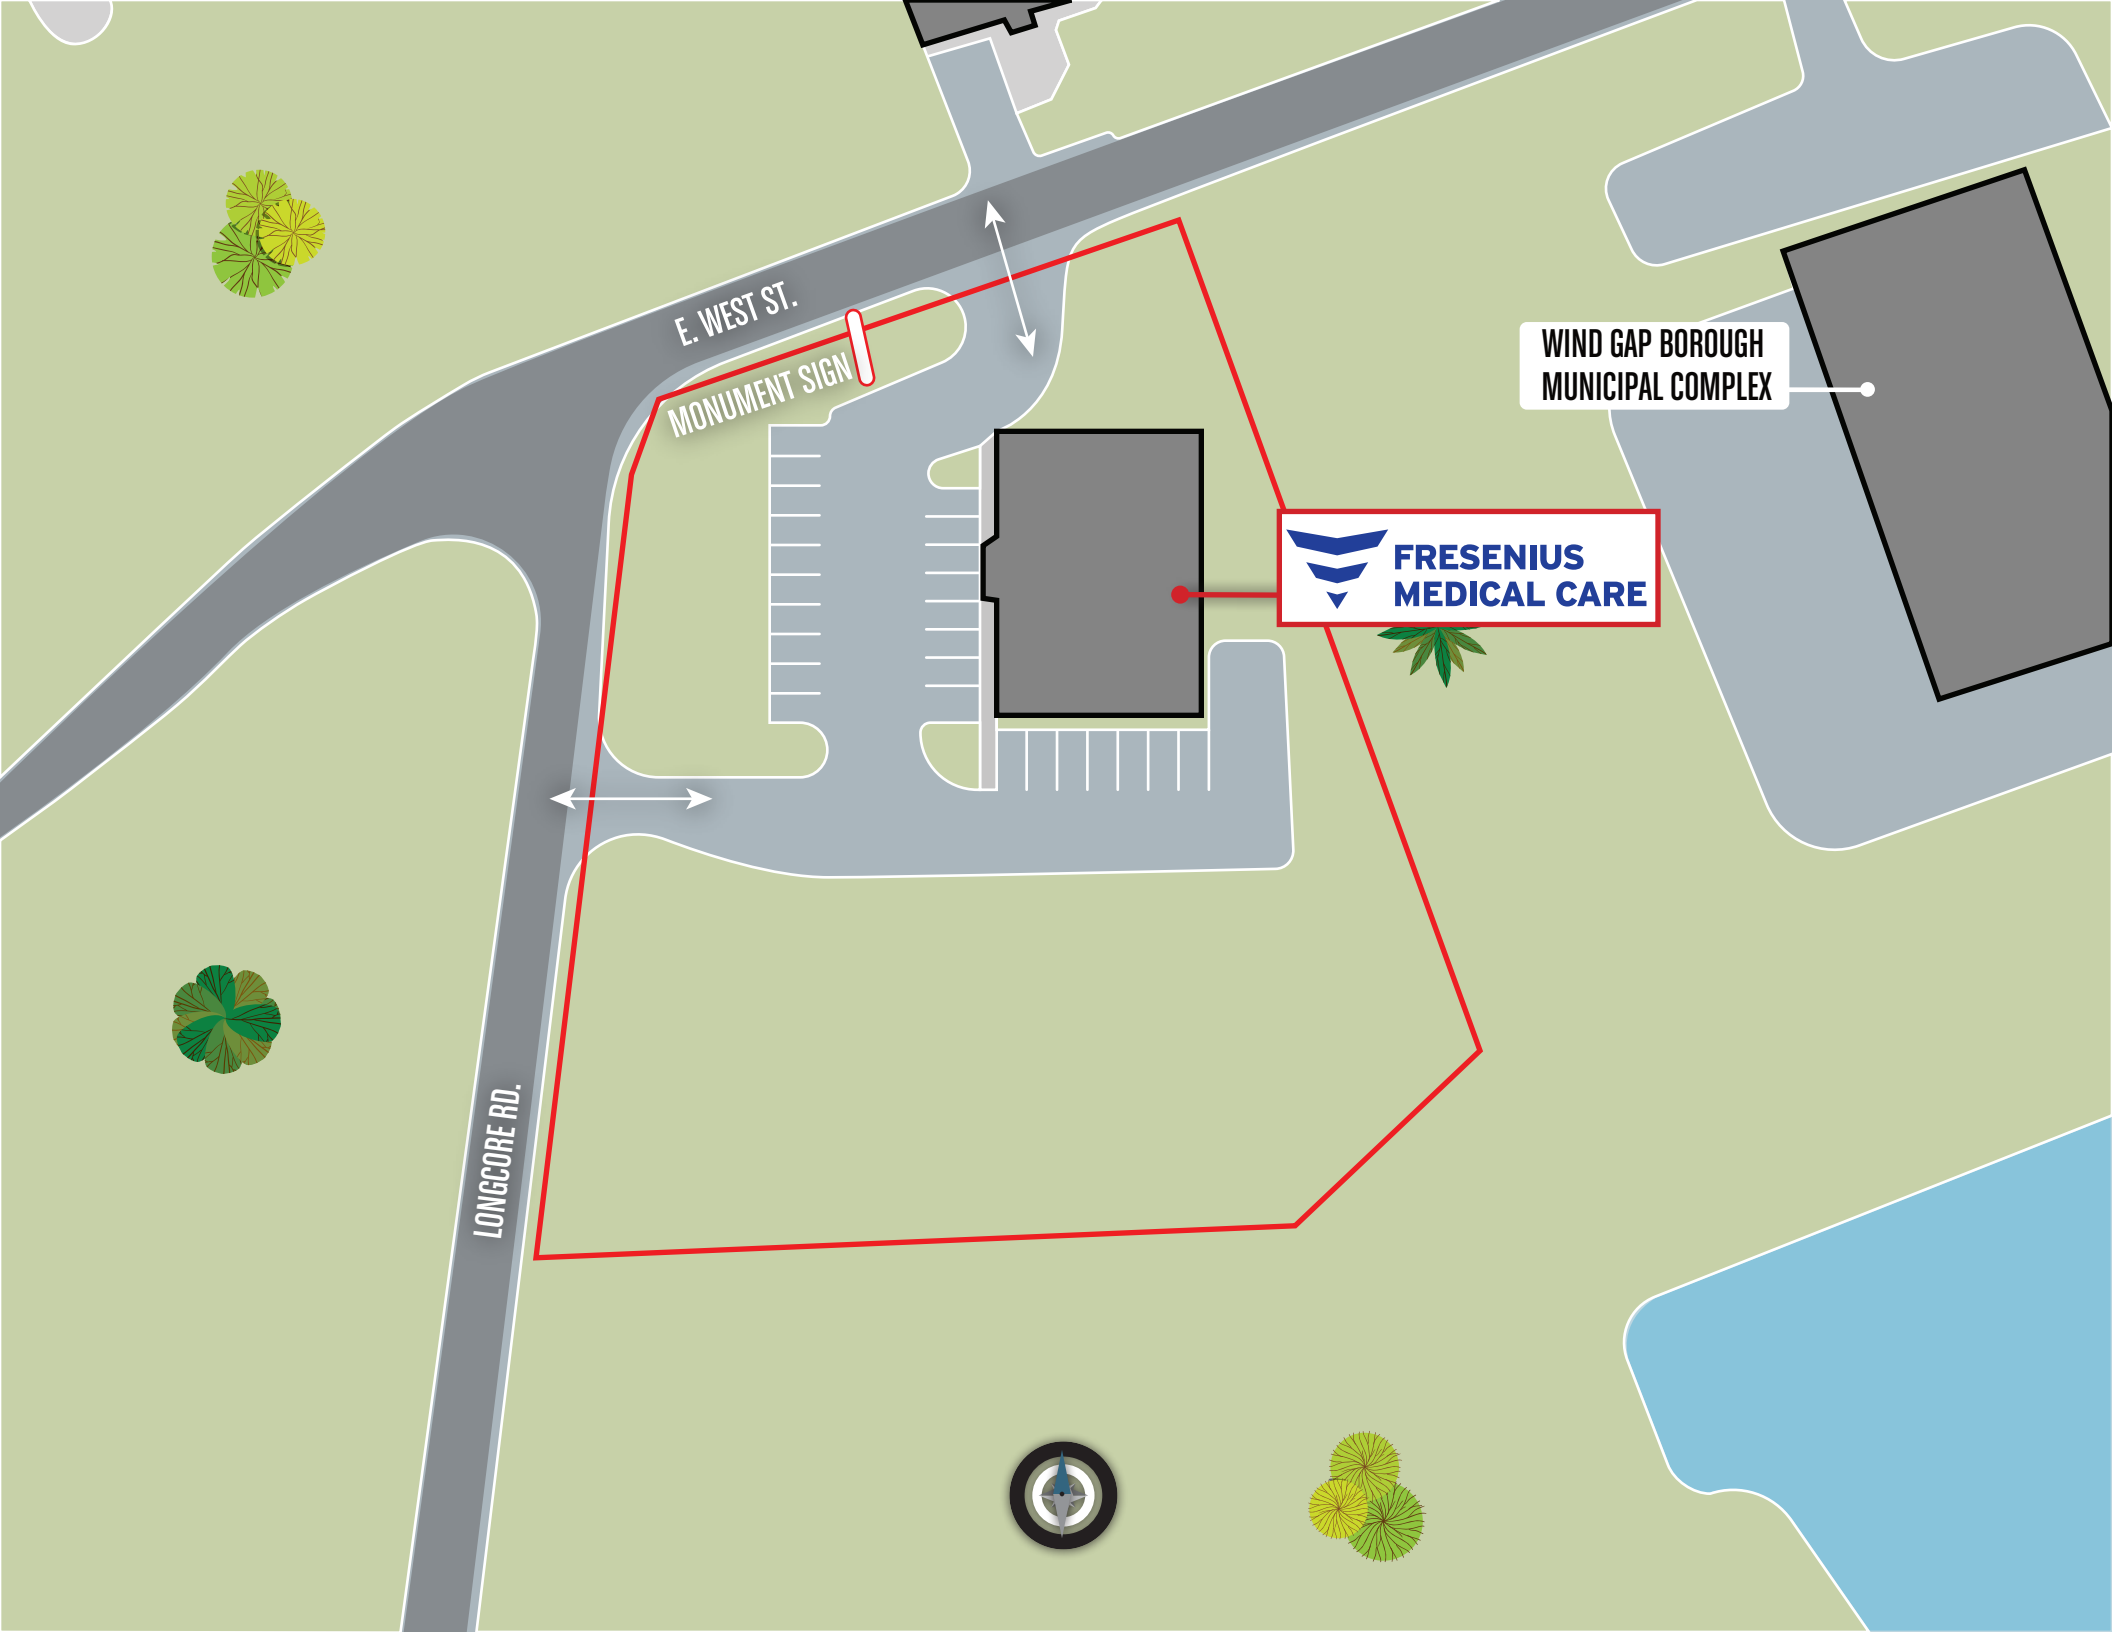 E. WEST ST.
MONUMENT SIGN
WIND GAP BOROUGH
MUNICIPAL COMPLEX
FRESENIUS
MEDICAL CARE
LONGCORE RD.